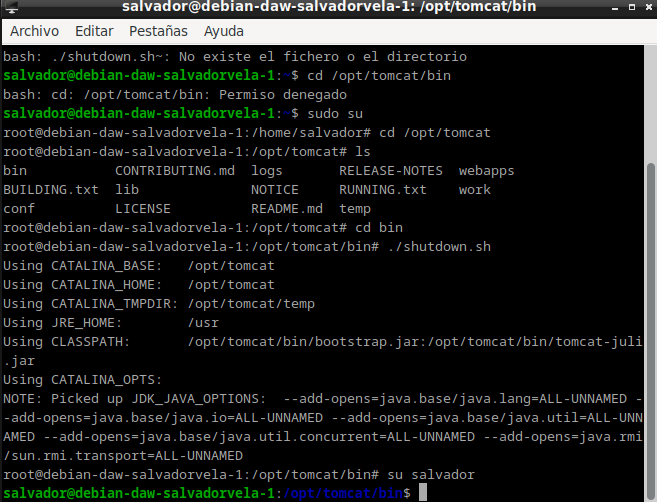 salvador@debian-daw-salvadorvela-1: /opt/tomcat/bin
Archivo Editar Pestañas Ayuda
bash: ./shutdown.sh~: No existe el fichero o el directorio
salvador@debian-daw-salvadorvela-1:~$ cd /opt/tomcat/bin
bash: cd: /opt/tomcat/bin: Permiso denegado
salvador@debian-daw-salvadorvela-1:~$ sudo su
root@debian-daw-salvadorvela-1:/home/salvador# cd /opt/tomcat
root@debian-daw-salvadorvela-1:/opt/tomcat# ls
bin CONTRIBUTING.md logs RELEASE-NOTES webapps
BUILDING.txt lib NOTICE RUNNING.txt work
conf LICENSE README.md temp
root@debian-daw-salvadorvela-1:/opt/tomcat# cd bin
root@debian-daw-salvadorvela-1:/opt/tomcat/bin# ./shutdown.sh
Using CATALINA_BASE: /opt/tomcat
Using CATALINA_HOME: /opt/tomcat
Using CATALINA_TMPDIR: /opt/tomcat/temp
Using JRE_HOME: /usr
Using CLASSPATH: /opt/tomcat/bin/bootstrap.jar:/opt/tomcat/bin/tomcat-juli
.jar
Using CATALINA_OPTS:
NOTE: Picked up JDK_JAVA_OPTIONS: --add-opens=java.base/java.lang=ALL-UNNAMED -
-add-opens=java.base/java.io=ALL-UNNAMED --add-opens=java.base/java.util=ALL-UNN
AMED --add-opens=java.base/java.util.concurrent=ALL-UNNAMED --add-opens=java.rmi
/sun.rmi.transport=ALL-UNNAMED
root@debian-daw-salvadorvela-1:/opt/tomcat/bin# su salvador
salvador@debian-daw-salvadorvela-1:/opt/tomcat/bin$